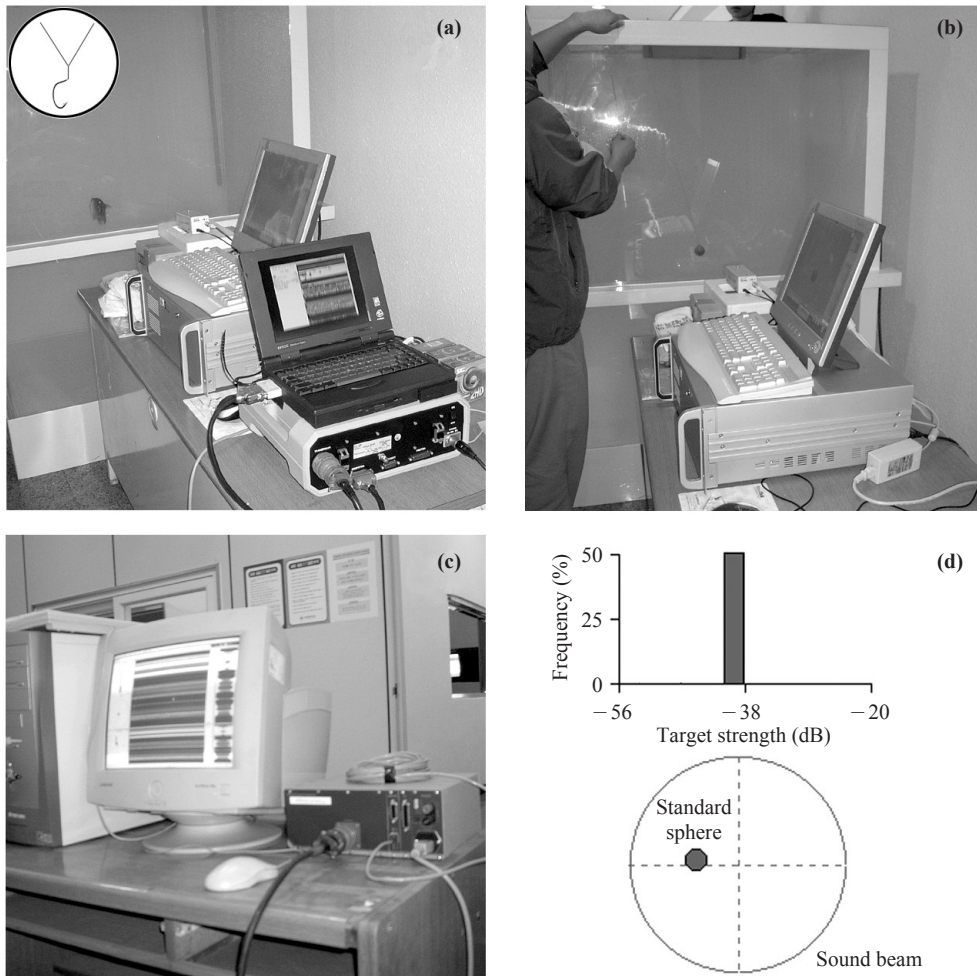 (a)
(b)
(c)
(d)
50
25
0
Frequency (%)
−56
−38
−20
Target strength (dB)
Standard
sphere
Sound beam